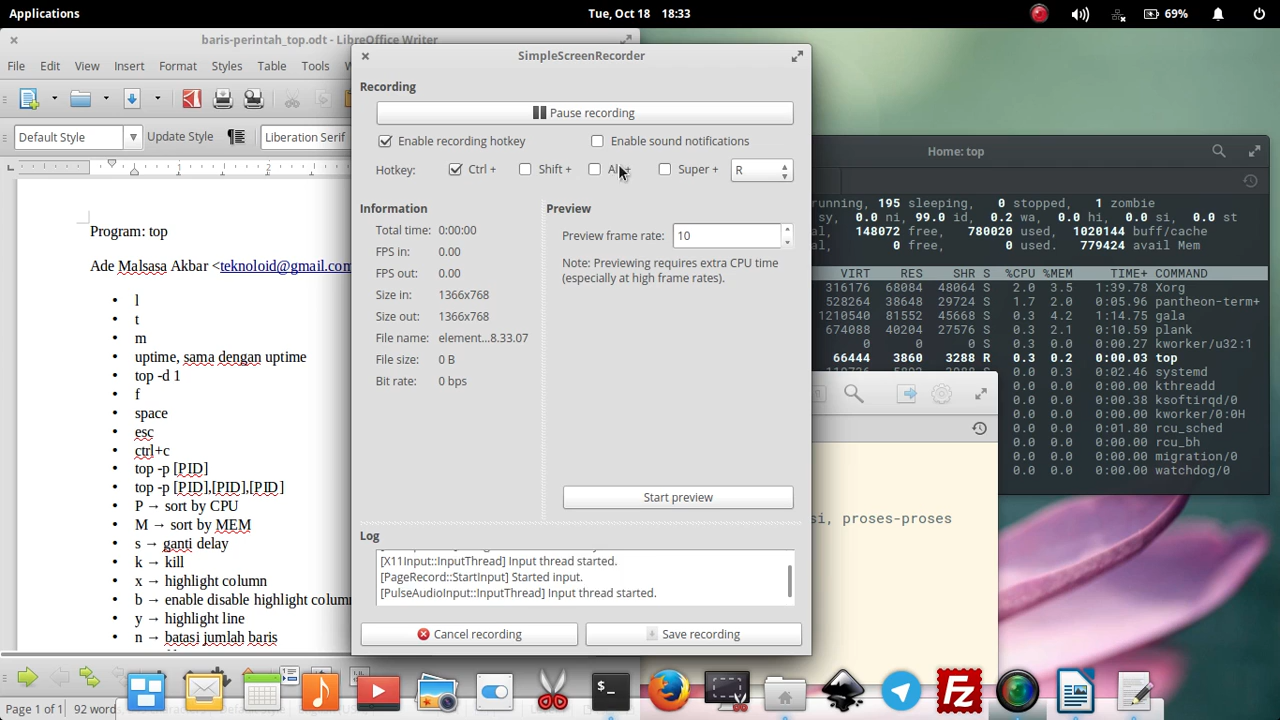 Applications
Tue, Oct 18 18:33
69%
baris-perintah_top.odt - LibreOffice Writer
File Edit View Insert Format Styles Table Tools
Default Style Update Style Liberation Serif
Program: top
Ade Malsasa Akbar <teknoloid@gmail.com
l
t
m
uptime, sama dengan uptime
top -d 1
f
space
esc
ctrl+c
top -p [PID]
top -p [PID],[PID],[PID]
P → sort by CPU
M → sort by MEM
s → ganti delay
k → kill
x → highlight column
b → enable disable highlight colum
y → highlight line
n → batasi jumlah baris
Page 1 of 1 92 word
SimpleScreenRecorder
Recording
Pause recording
Enable recording hotkey Enable sound notifications
Hotkey: Ctrl + Shift + Alt + Super + R
Information
Total time: 0:00:00
FPS in: 0.00
FPS out: 0.00
Size in: 1366x768
Size out: 1366x768
File name: element...8.33.07
File size: 0 B
Bit rate: 0 bps
Preview
Preview frame rate: 10
Note: Previewing requires extra CPU time
(especially at high frame rates).
Start preview
Log
[X11Input::InputThread] Input thread started.
[PageRecord::StartInput] Started input.
[PulseAudioInput::InputThread] Input thread started.
Cancel recording Save recording
Home: top
running, 195 sleeping, 0 stopped, 1 zombie
sy, 0.0 ni, 99.0 id, 0.2 wa, 0.0 hi, 0.0 si, 0.0 st
al, 148072 free, 780020 used, 1020144 buff/cache
al, 0 free, 0 used. 779424 avail Mem
VIRT RES SHR S %CPU %MEM TIME+ COMMAND
316176 68084 48064 S 2.0 3.5 1:39.78 Xorg
528264 38648 29724 S 1.7 2.0 0:05.96 pantheon-term+
1210540 81552 45668 S 0.3 4.2 1:14.75 gala
674088 40204 27576 S 0.3 2.1 0:10.59 plank
0 0 0 S 0.3 0.0 0:00.27 kworker/u32:1
66444 3860 3288 R 0.3 0.2 0:00.03 top
S 0.0 0.3 0:02.46 systemd
S 0.0 0.0 0:00.00 kthreadd
S 0.0 0.0 0:00.38 ksoftirqd/0
S 0.0 0.0 0:00.00 kworker/0:0H
S 0.0 0.0 0:01.80 rcu_sched
S 0.0 0.0 0:00.00 rcu_bh
S 0.0 0.0 0:00.00 migration/0
S 0.0 0.0 0:00.00 watchdog/0
si, proses-proses